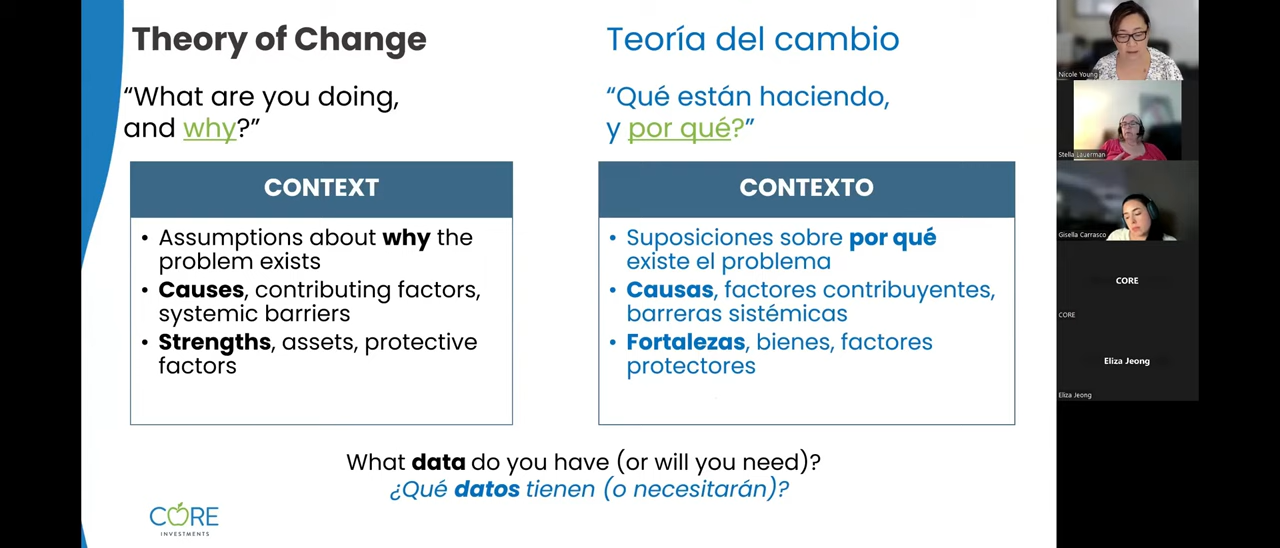 Theory of Change
“What are you doing,
and why?”
CONTEXT
• Assumptions about why the
problem exists
• Causes, contributing factors,
systemic barriers
• Strengths, assets, protective
factors
Teoría del cambio
“Qué están haciendo,
y por qué?”
CONTEXTO
• Suposiciones sobre por qué
existe el problema
• Causas, factores contribuyentes,
barreras sistémicas
• Fortalezas, bienes, factores
protectores
What data do you have (or will you need)?
¿Qué datos tienen (o necesitarán)?
CORE
INVESTMENTS
Nicole Young
Stella Lauerman
Gisella Carrasco
CORE
CORE
Eliza Jeong
Eliza Jeong